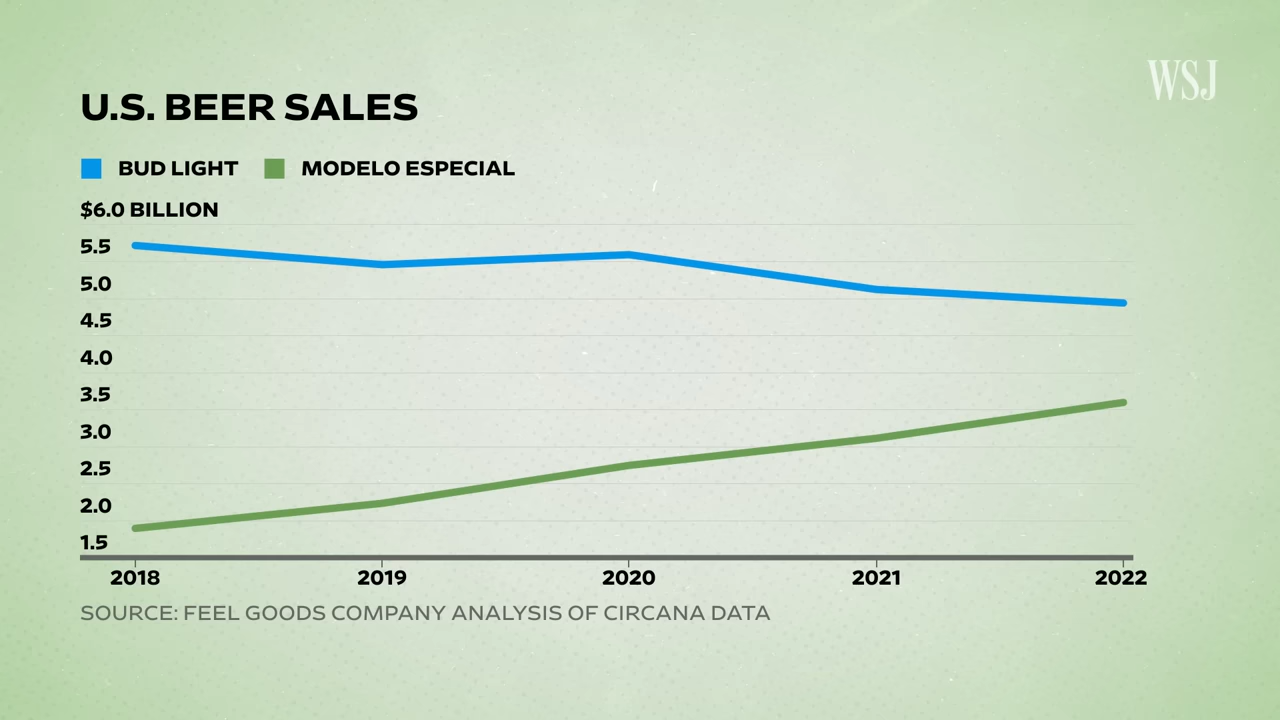 WSJ
U.S. BEER SALES
BUD LIGHT MODELO ESPECIAL
$6.0 BILLION
5.5
5.0
4.5
4.0
3.5
3.0
2.5
2.0
1.5
2018 2019 2020 2021 2022
SOURCE: FEEL GOODS COMPANY ANALYSIS OF CIRCANA DATA